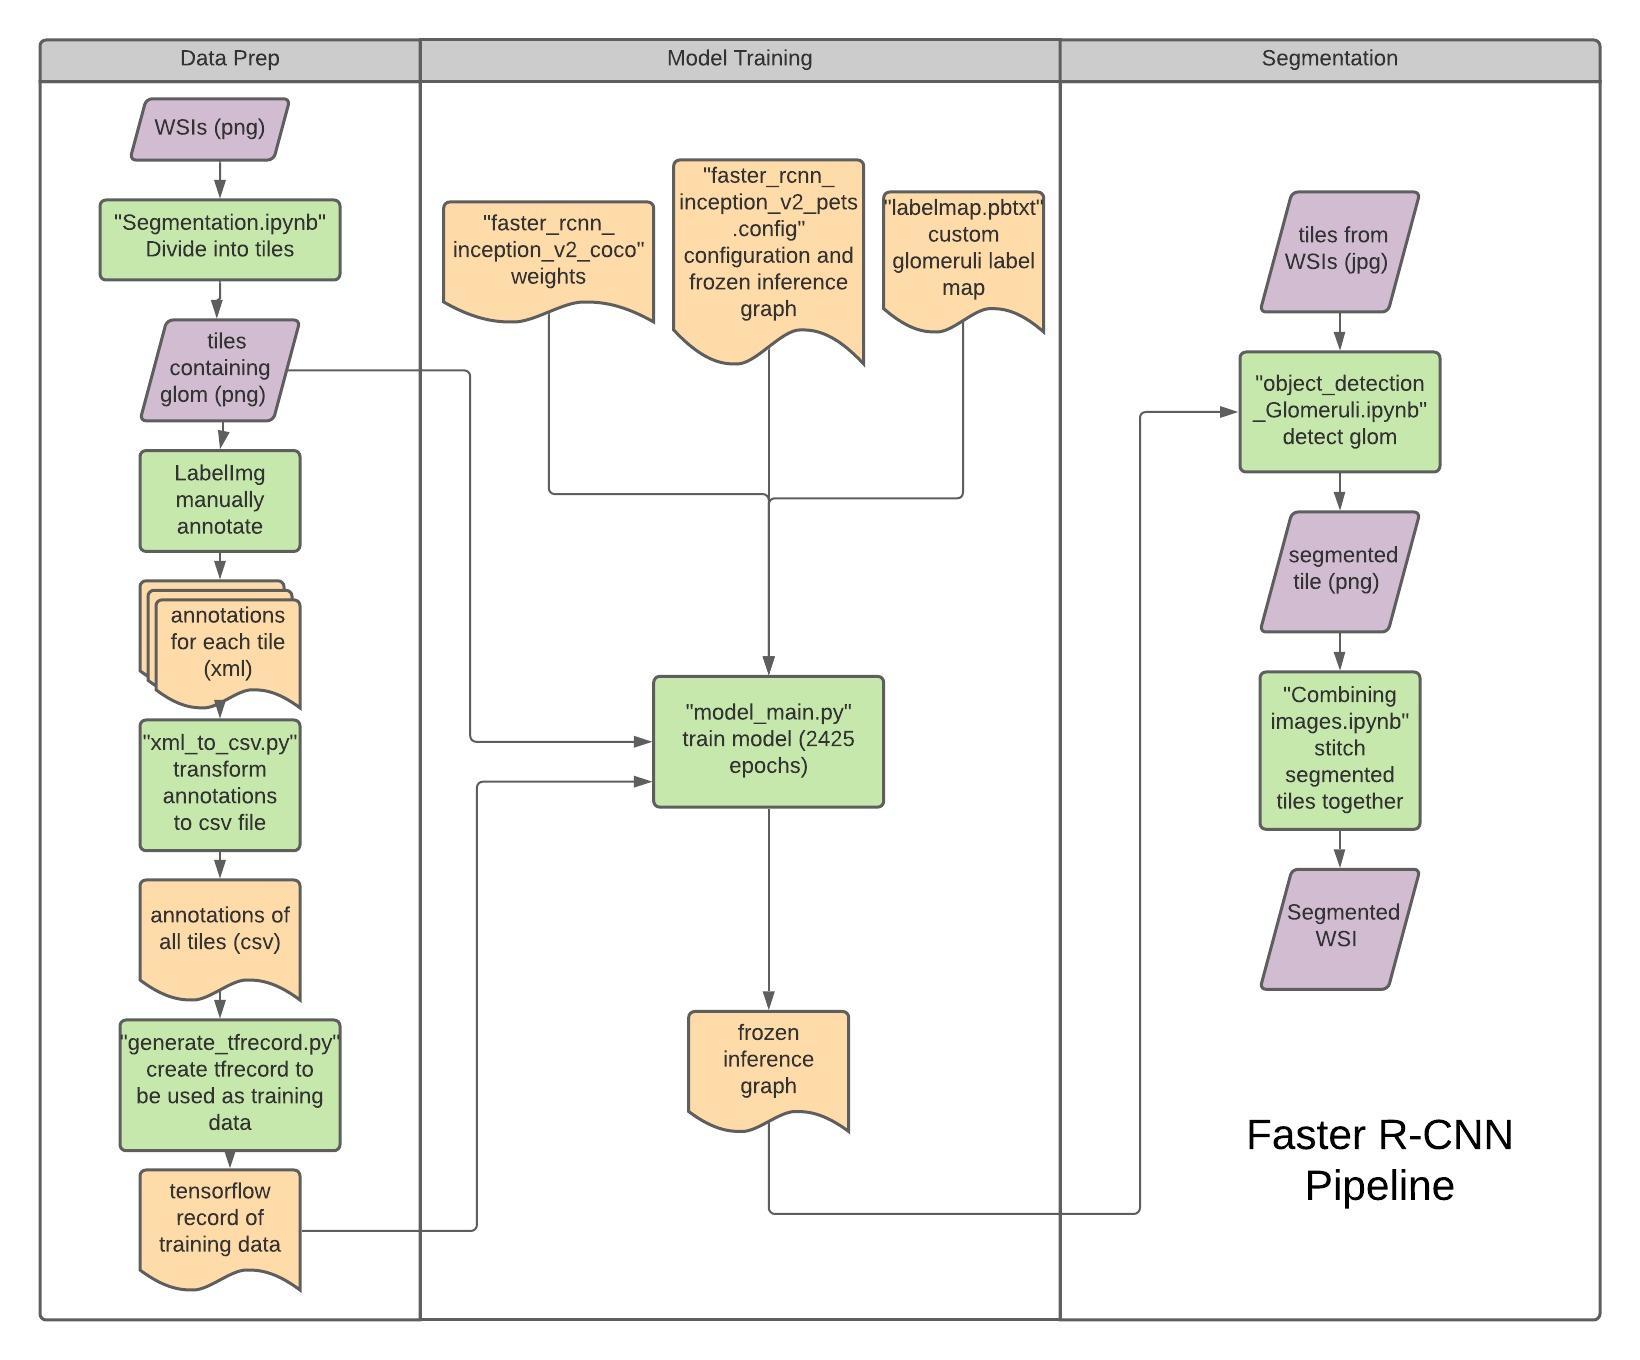 Data Prep
Model Training
Segmentation
WSIs (png)
"Segmentation.ipynb"
Divide into tiles
tiles
containing
glom (png)
LabelImg
manually
annotate
annotations
for each tile
(xml)
"xml_to_csv.py"
transform
annotations
to csv file
annotations of
all tiles (csv)
"generate_tfrecord.py"
create tfrecord to
be used as training
data
tensorflow
record of
training data
"faster_rcnn_
inception_v2_coco"
weights
"faster_rcnn_
inception_v2_pets
.config"
configuration and
frozen inference
graph
"labelmap.pbtxt"
custom
glomeruli label
map
"model_main.py"
train model (2425
epochs)
frozen
inference
graph
tiles from
WSIs (jpg)
"object_detection
_Glomeruli.ipynb"
detect glom
segmented
tile (png)
"Combining
images.ipynb"
stitch
segmented
tiles together
Segmented
WSI
Faster R-CNN
Pipeline